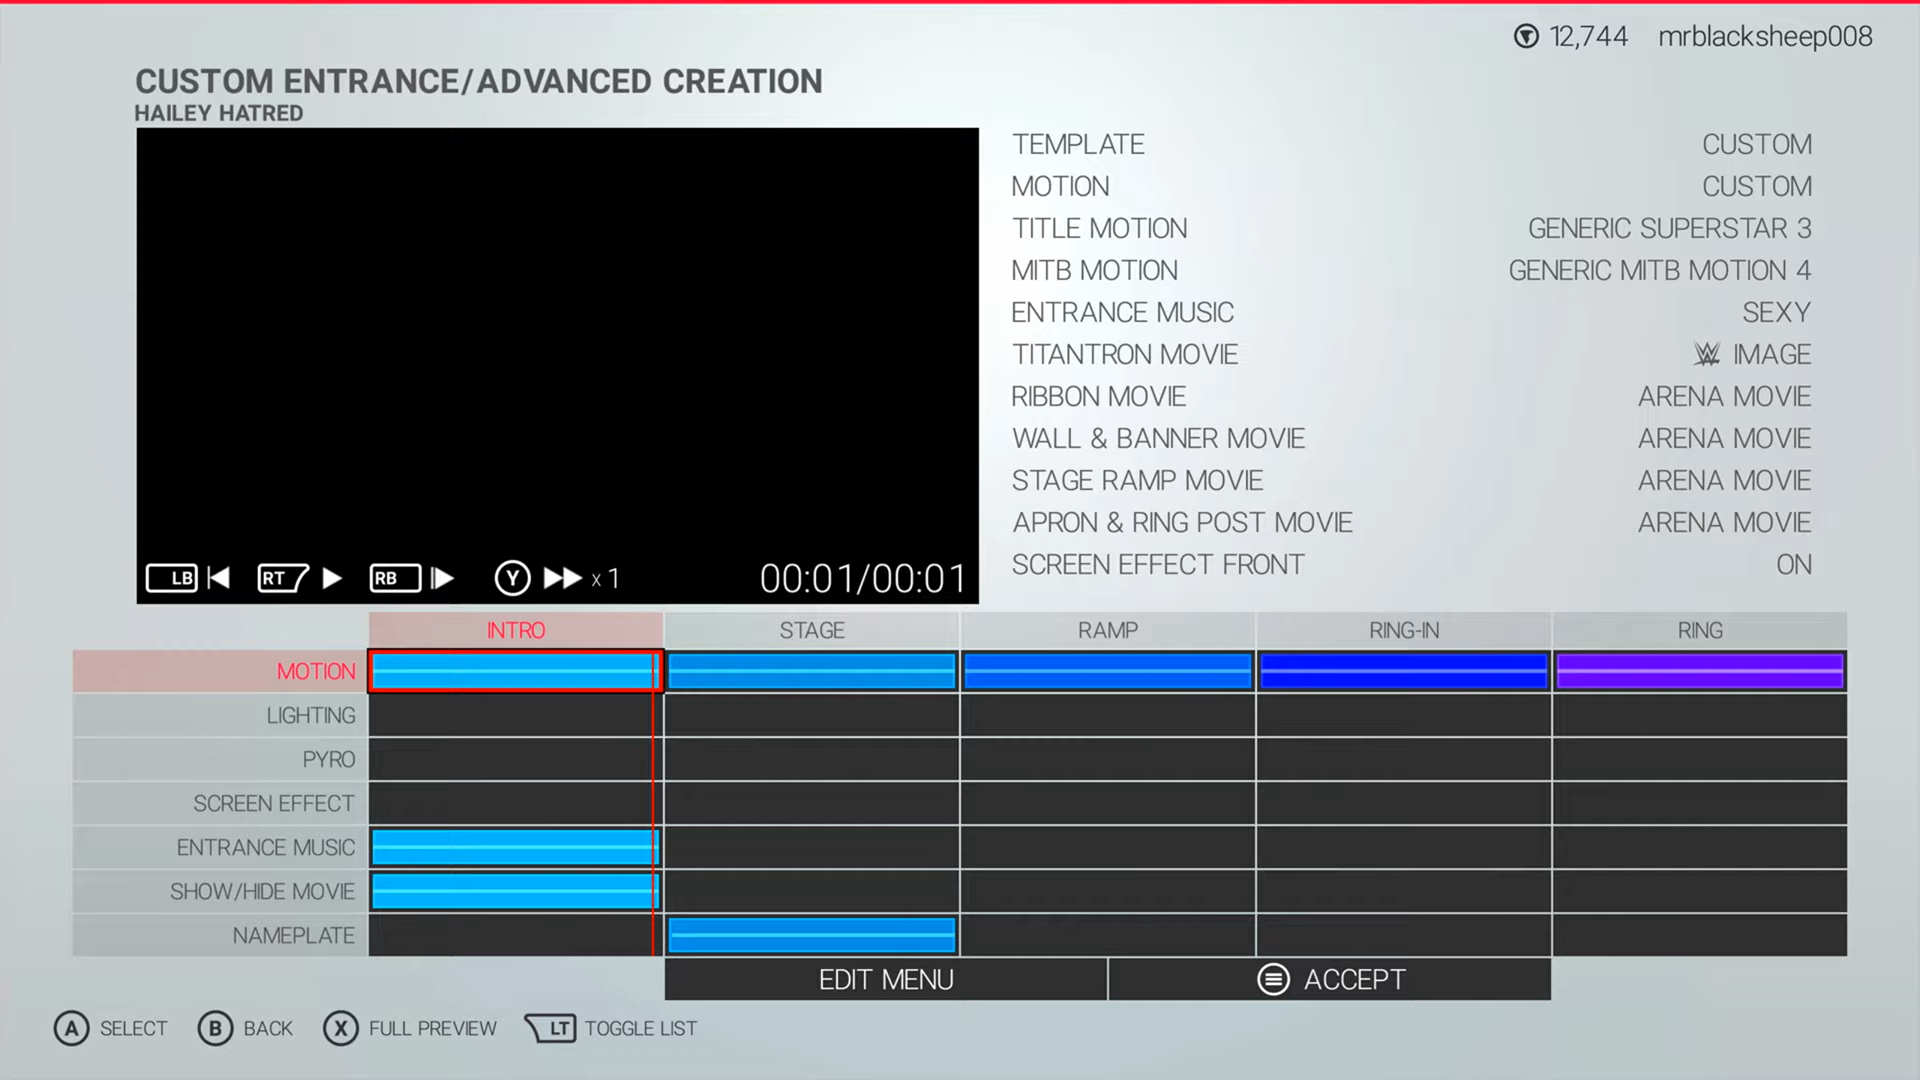 12,744 mrblacksheep008
CUSTOM ENTRANCE/ADVANCED CREATION
HAILEY HATRED
TEMPLATE CUSTOM
MOTION CUSTOM
TITLE MOTION GENERIC SUPERSTAR 3
MITB MOTION GENERIC MITB MOTION 4
ENTRANCE MUSIC SEXY
TITANTRON MOVIE W IMAGE
RIBBON MOVIE ARENA MOVIE
WALL & BANNER MOVIE ARENA MOVIE
STAGE RAMP MOVIE ARENA MOVIE
APRON & RING POST MOVIE ARENA MOVIE
SCREEN EFFECT FRONT ON
LB RT RB Y x 1 00:01/00:01
INTRO STAGE RAMP RING-IN RING
MOTION
LIGHTING
PYRO
SCREEN EFFECT
ENTRANCE MUSIC
SHOW/HIDE MOVIE
NAMEPLATE
EDIT MENU ACCEPT
A SELECT B BACK X FULL PREVIEW LT TOGGLE LIST